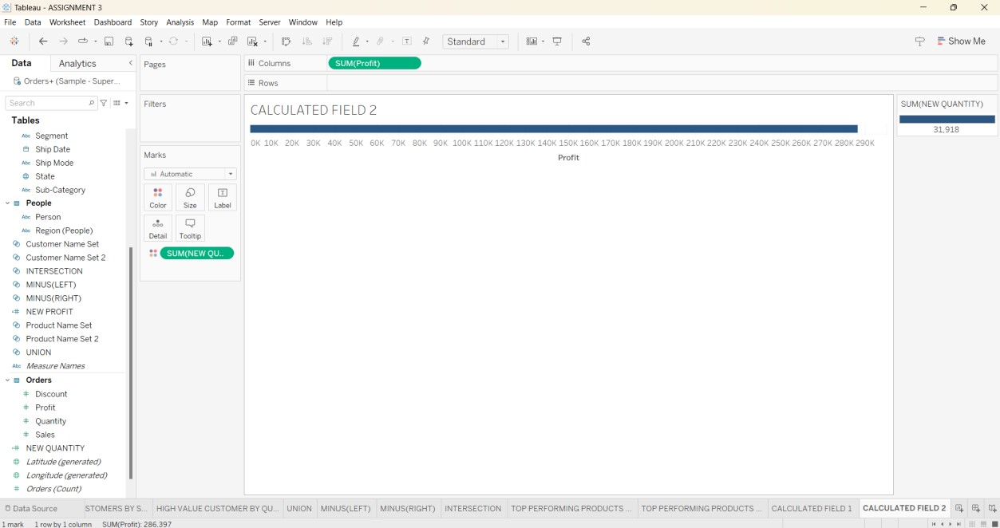 Tableau - ASSIGNMENT 3
File Data Worksheet Dashboard Story Analysis Map Format Server Window Help
Standard
Show Me
Data Analytics
Orders+ (Sample - Super...
Search
Tables
Abc Segment
Ship Date
Abc Ship Mode
State
Abc Sub-Category
People
Abc Person
Abc Region (People)
Customer Name Set
Customer Name Set 2
INTERSECTION
MINUS(LEFT)
MINUS(RIGHT)
=# NEW PROFIT
Product Name Set
Product Name Set 2
UNION
Abc Measure Names
Orders
# Discount
# Profit
# Quantity
# Sales
=# NEW QUANTITY
Latitude (generated)
Longitude (generated)
# Orders (Count)
Pages
Filters
Marks
Automatic
Color Size Label
Detail Tooltip
SUM(NEW QU..
Columns SUM(Profit)
Rows
CALCULATED FIELD 2
0K 10K 20K 30K 40K 50K 60K 70K 80K 90K 100K 110K 120K 130K 140K 150K 160K 170K 180K 190K 200K 210K 220K 230K 240K 250K 260K 270K 280K 290K
Profit
SUM(NEW QUANTITY)
31,918
Data Source STOMERS BY S... HIGH VALUE CUSTOMER BY QU... UNION MINUS(LEFT) MINUS(RIGHT) INTERSECTION TOP PERFORMING PRODUCTS ... TOP PERFORMING PRODUCTS ... CALCULATED FIELD 1 CALCULATED FIELD 2
1 mark 1 row by 1 column SUM(Profit): 286,397